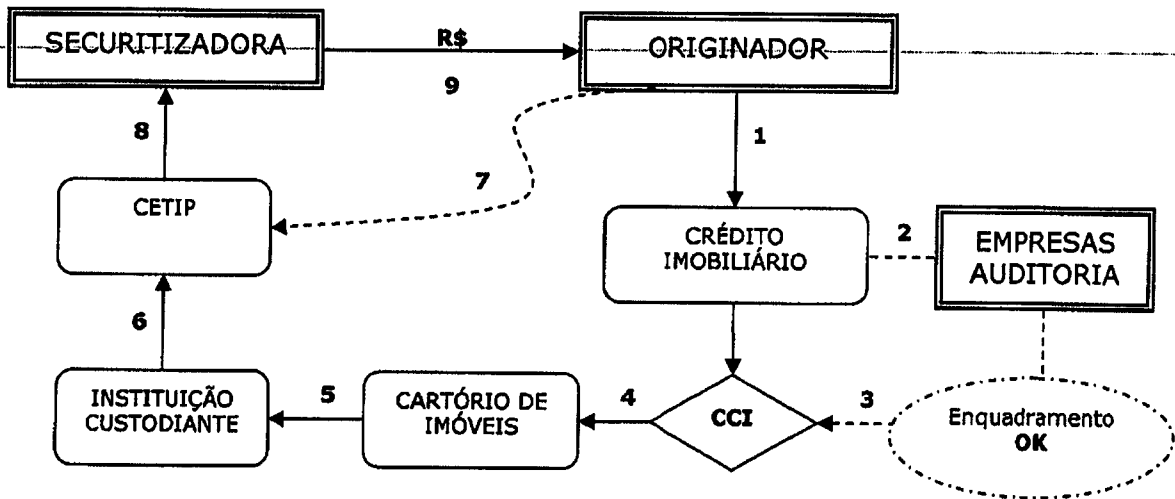 SECURITIZADORA
R$
ORIGINADOR
9
8
1
7
CETIP
CRÉDITO
IMOBILIÁRIO
2
EMPRESAS
AUDITORIA
6
INSTITUIÇÃO
CUSTODIANTE
5
CARTÓRIO DE
IMÓVEIS
4
CCI
3
Enquadramento
OK